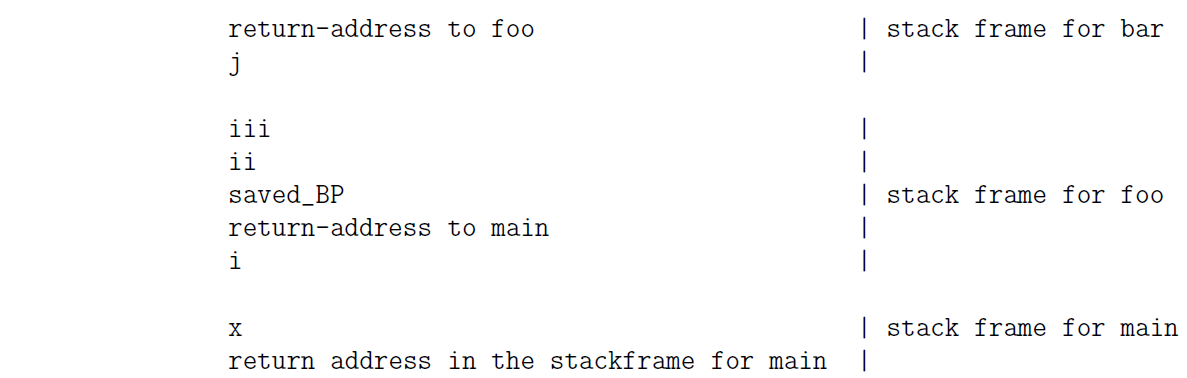 return-address to foo | stack frame for bar
j |
iii |
ii |
saved_BP | stack frame for foo
return-address to main |
i |
x | stack frame for main
return address in the stackframe for main |